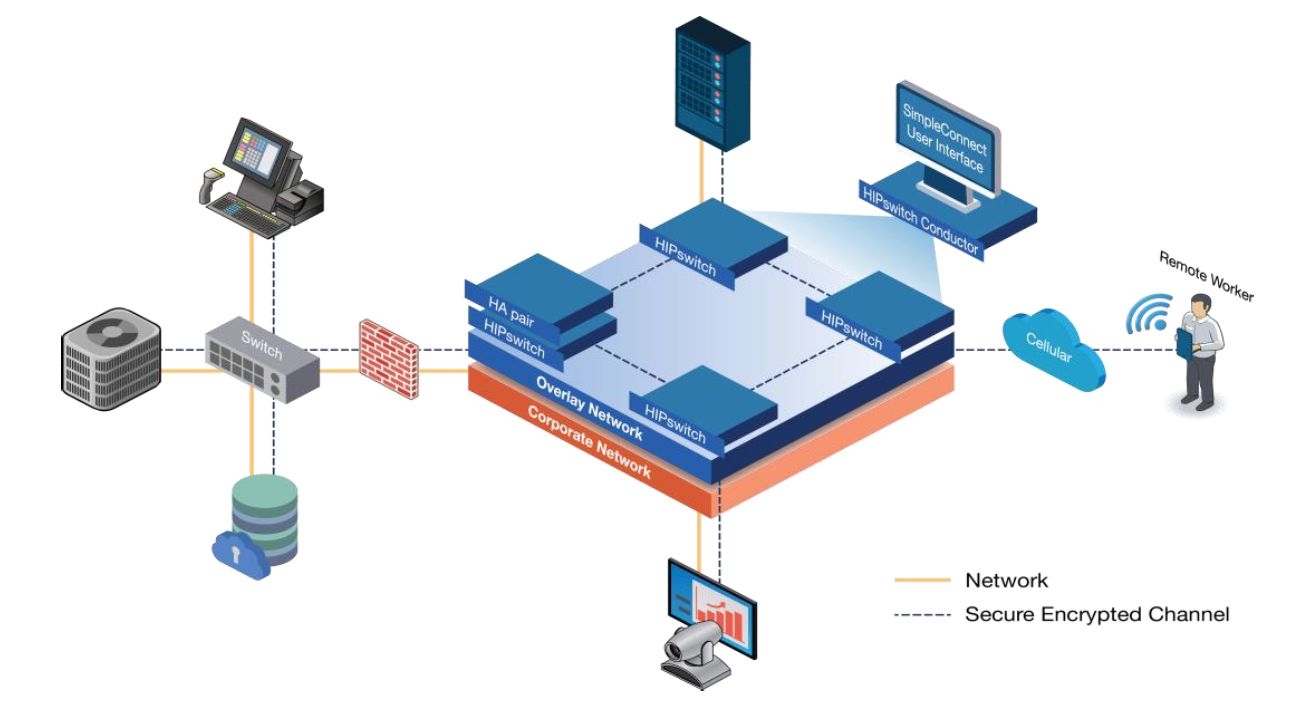 SimpleConnect
User Interface
HIPswitch Conductor
HIPswitch
HA pair
HIPswitch
HIPswitch
HIPswitch
Overlay Network
Corporate Network
Switch
Cellular
Remote Worker
Network
Secure Encrypted Channel